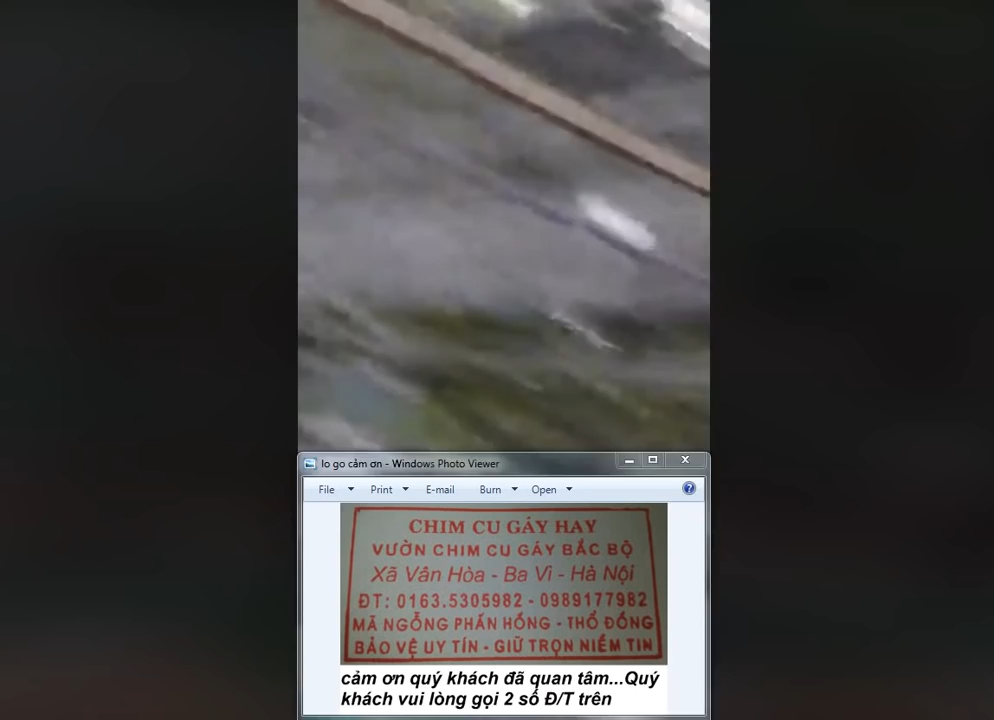 lo go cảm ơn - Windows Photo Viewer
File Print E-mail Burn Open
CHIM CU GÁY HAY
VƯỜN CHIM CU GÁY BẮC BỘ
Xã Vân Hòa - Ba Vì - Hà Nội
ĐT: 0163.5305982 - 0989177982
MÃ NGỖNG PHẤN HỒNG - THỔ ĐỒNG
BẢO VỆ UY TÍN - GIỮ TRỌN NIỀM TIN
cảm ơn quý khách đã quan tâm...Quý
khách vui lòng gọi 2 số Đ/T trên